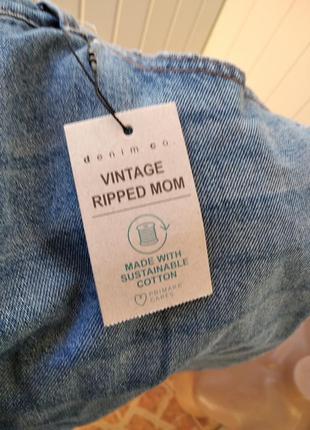 denim co.
VINTAGE
RIPPED MOM
MADE WITH
SUSTAINABLE
COTTON
PRIMARK
CARES